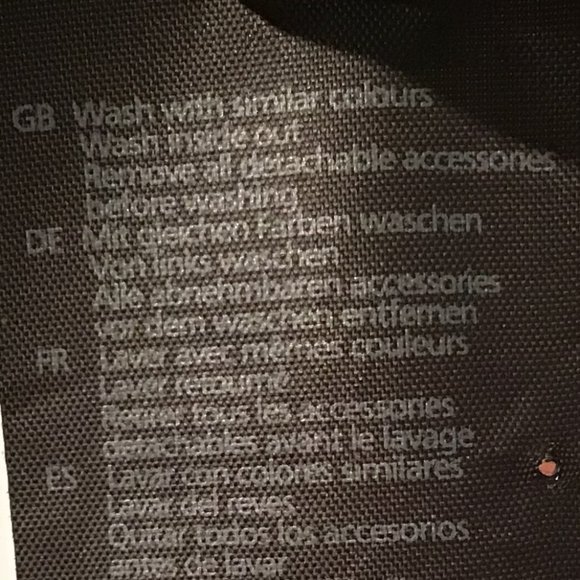 GB Wash with similar colours
Wash inside out
Remove all detachable accessories
before washing
DE Mit gleichen Farben waschen
Von links waschen
Alle abnehmbaren accessories
vor dem waschen entfernen
FR Laver avec mêmes couleurs
Laver retourné
Retirer tous les accessories
detachables avant le lavage
ES Lavar con colores similares
Lavar del reves
Quitar todos los accesorios
antes de lavar